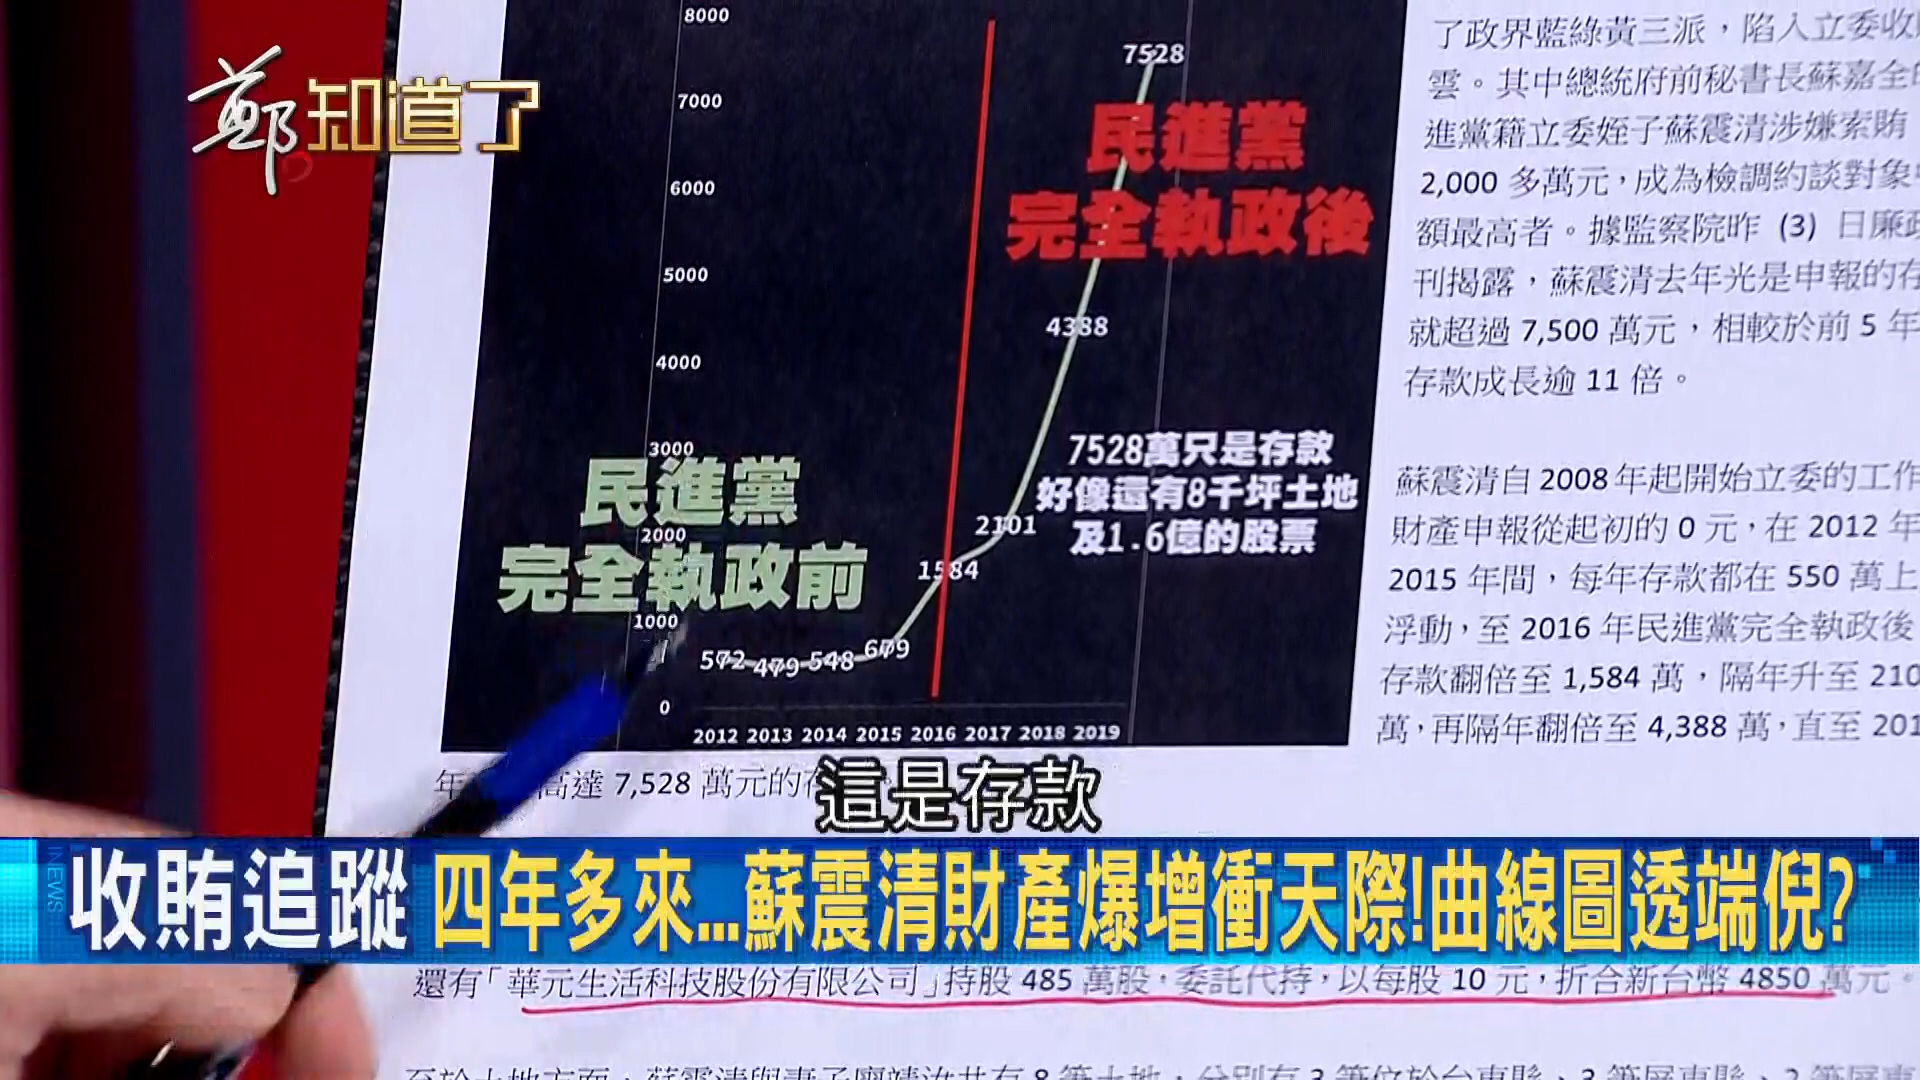 鄭知道了
8000
7000
6000
5000
4000
3000
2000
1000
0
7528
4388
2101
1584
679
548
479
572
民進黨
完全執政後
民進黨
完全執政前
7528萬只是存款
好像還有8千坪土地
及1.6億的股票
2012 2013 2014 2015 2016 2017 2018 2019
了政界藍綠黃三派，陷入立委收
雲。其中總統府前秘書長蘇嘉全
進黨籍立委姪子蘇震清涉嫌索賄
2,000 多萬元，成為檢調約談對象
額最高者。據監察院昨 (3) 日廉
刊揭露，蘇震清去年光是申報的存
就超過 7,500 萬元，相較於前 5 年
存款成長逾 11 倍。
蘇震清自 2008 年起開始立委的工作
財產申報從起初的 0 元，在 2012 年
2015 年間，每年存款都在 550 萬上
浮動，至 2016 年民進黨完全執政後
存款翻倍至 1,584 萬，隔年升至 210
萬，再隔年翻倍至 4,388 萬，直至 201
年 高達 7,528 萬元的存
這是存款
NEWS
收賄追蹤
四年多來...蘇震清財產爆增衝天際!曲線圖透端倪?
還有「華元生活科技股份有限公司」持股 485 萬股，委託代持，以每股 10 元，折合新台幣 4850 萬元。